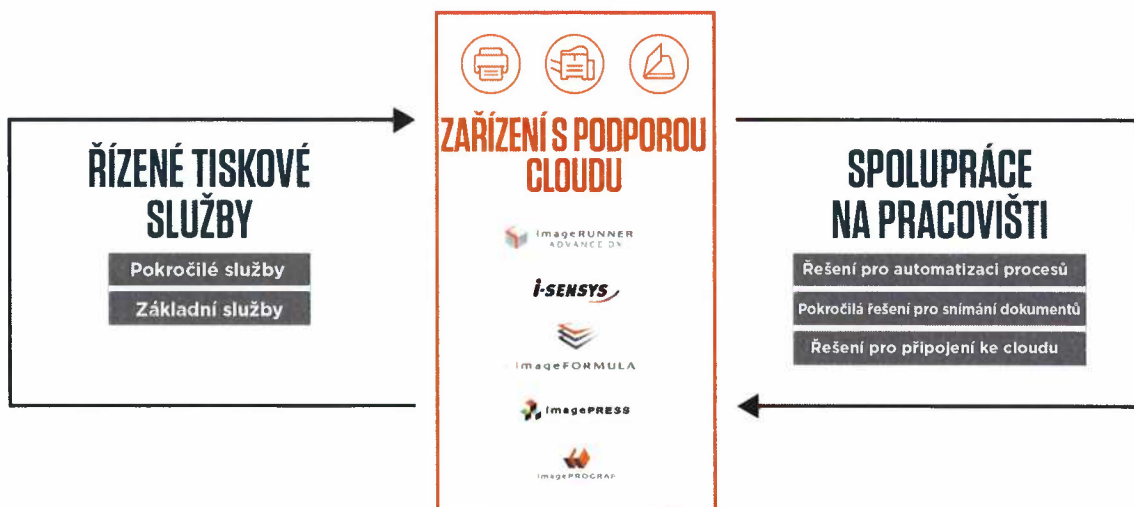 ŘÍZENÉ TISKOVÉ
SLUŽBY
Pokročilé služby
Základní služby
ZAŘÍZENÍ S PODPOROU
CLOUDU
imageRUNNER
ADVANCE DX
i-SENSYS
imageFORMULA
imagePRESS
imagePROGRAF
SPOLUPRÁCE
NA PRACOVIŠTI
Řešení pro automatizaci procesů
Pokročilá řešení pro snímání dokumentů
Řešení pro připojení ke cloudu